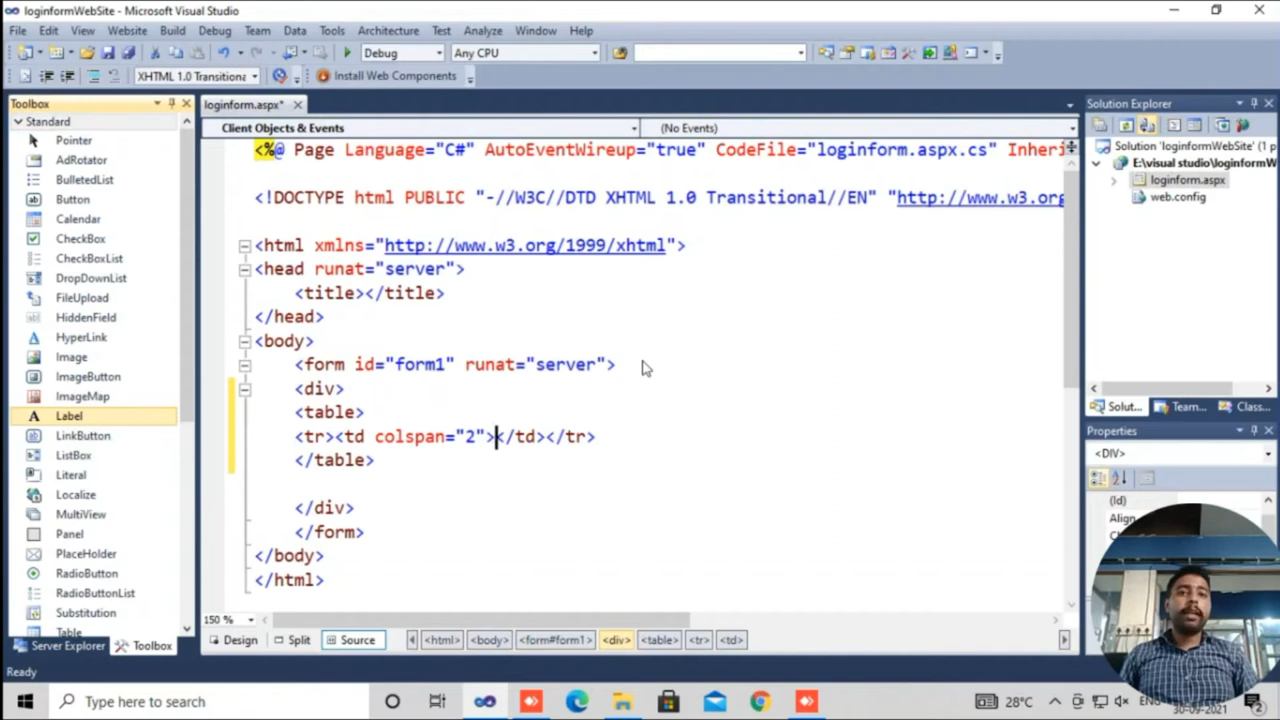 loginformWebSite - Microsoft Visual Studio
File Edit View Website Build Debug Team Data Tools Architecture Test Analyze Window Help
Debug Any CPU
XHTML 1.0 Transitiona Install Web Components
Toolbox
Standard
Pointer
AdRotator
BulletedList
Button
Calendar
CheckBox
CheckBoxList
DropDownList
FileUpload
HiddenField
HyperLink
Image
ImageButton
ImageMap
Label
LinkButton
ListBox
Literal
Localize
MultiView
Panel
PlaceHolder
RadioButton
RadioButtonList
Substitution
Table
Server Explorer Toolbox
loginform.aspx*
Client Objects & Events (No Events)
<%@ Page Language="C#" AutoEventWireup="true" CodeFile="loginform.aspx.cs" Inheri
<!DOCTYPE html PUBLIC "-//W3C//DTD XHTML 1.0 Transitional//EN" "http://www.w3.org
<html xmlns="http://www.w3.org/1999/xhtml">
<head runat="server">
<title></title>
</head>
<body>
<form id="form1" runat="server">
<div>
<table>
<tr><td colspan="2"></td></tr>
</table>
</div>
</form>
</body>
</html>
150 %
Design Split Source <html> <body> <form#form1> <div> <table> <tr> <td>
Solution Explorer
Solution 'loginformWebSite' (1 p
E:\visual studio\loginformW
loginform.aspx
web.config
Solut... Team... Class...
Properties
<DIV>
(Id)
Align
Ready
Type here to search
28°C
ENG
30-09-2021
2